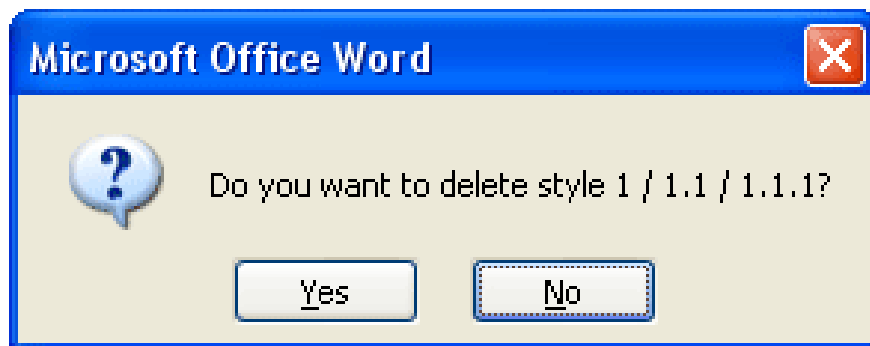 Microsoft Office Word
Do you want to delete style 1 / 1.1 / 1.1.1?
Yes No